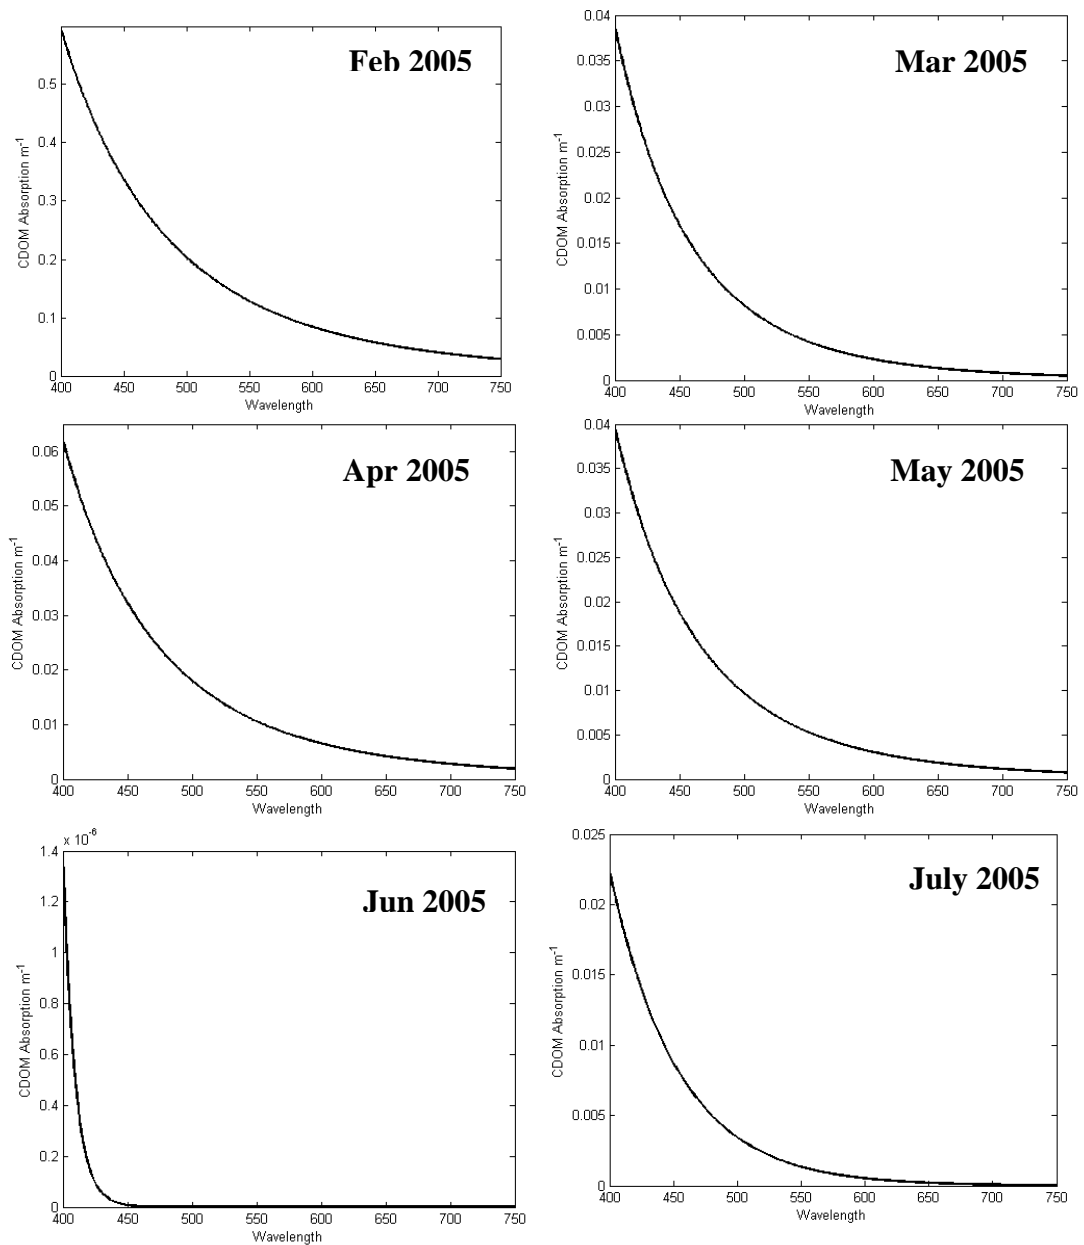 Feb 2005
CDOM Absorption m-1
0.5
0.4
0.3
0.2
0.1
0
400 450 500 550 600 650 700 750
Wavelength
Mar 2005
CDOM Absorption m-1
0.04
0.035
0.03
0.025
0.02
0.015
0.01
0.005
0
400 450 500 550 600 650 700 750
Wavelength
Apr 2005
CDOM Absorption m-1
0.06
0.05
0.04
0.03
0.02
0.01
0
400 450 500 550 600 650 700 750
Wavelength
May 2005
CDOM Absorption m-1
0.04
0.035
0.03
0.025
0.02
0.015
0.01
0.005
0
400 450 500 550 600 650 700 750
Wavelength
x 10-6
Jun 2005
CDOM Absorption m-1
1.4
1.2
1
0.8
0.6
0.4
0.2
0
400 450 500 550 600 650 700 750
Wavelength
July 2005
CDOM Absorption m-1
0.025
0.02
0.015
0.01
0.005
0
400 450 500 550 600 650 700 750
Wavelength